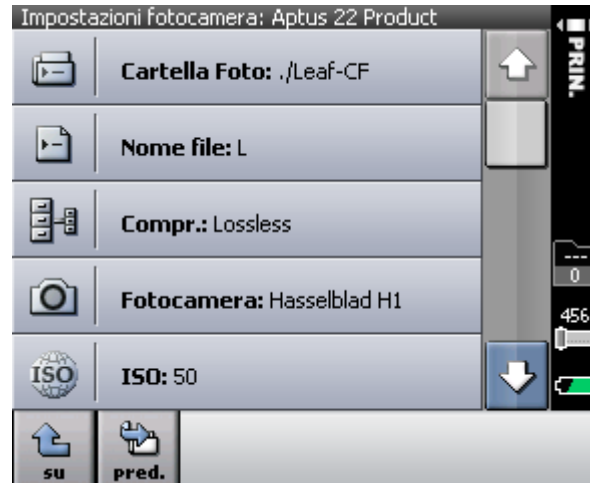 Impostazioni fotocamera: Aptus 22 Product
PRIN.
Cartella Foto: ./Leaf-CF
Nome file: L
Compr.: Lossless
Fotocamera: Hasselblad H1
ISO
ISO: 50
---
0
456
su
pred.